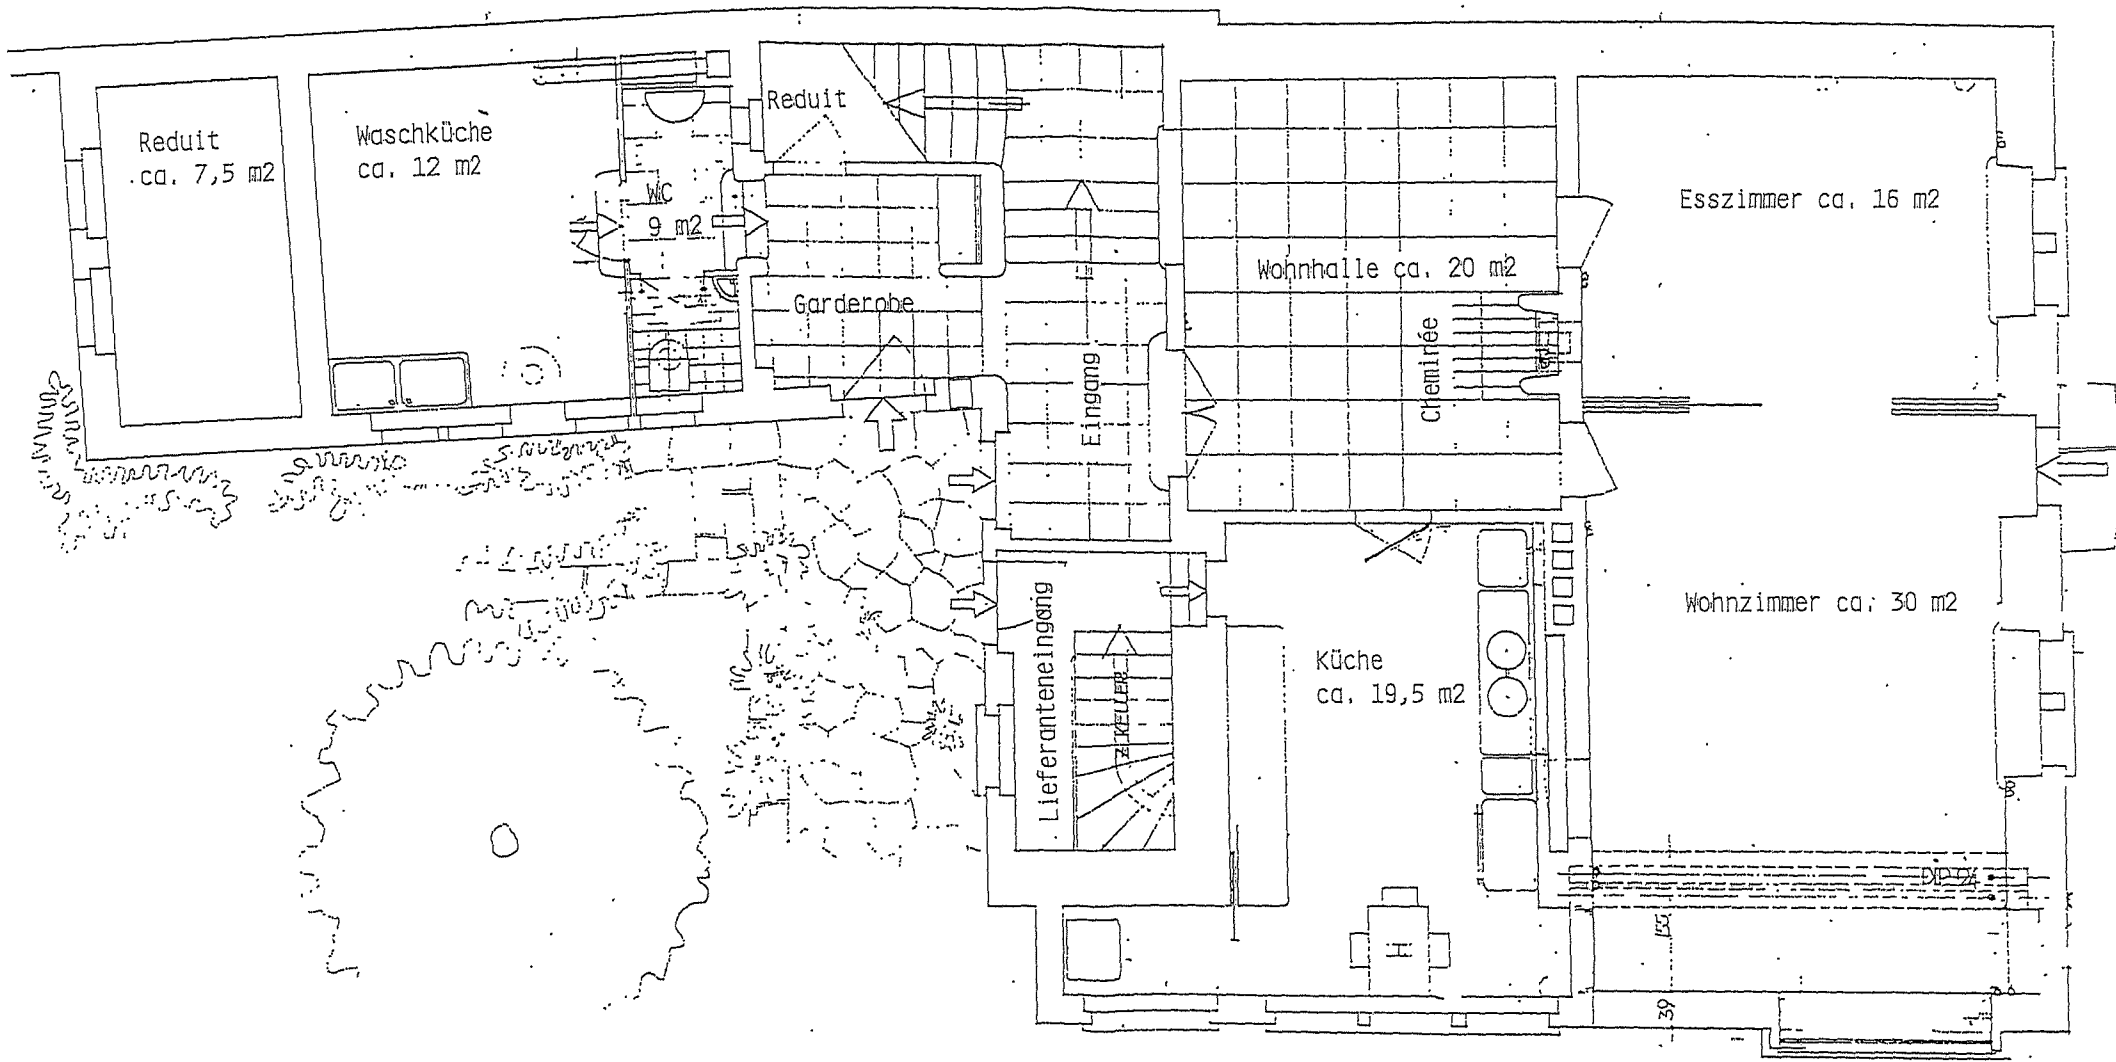 Reduit
ca. 7,5 m2
Waschküche
ca. 12 m2
WC
9 m2
Reduit
Garderobe
Eingang
Wohnhalle ca. 20 m2
Cheminée
Esszimmer ca. 16 m2
Wohnzimmer ca. 30 m2
Lieferanteneingang
z. KELLER
Küche
ca. 19,5 m2
H
39